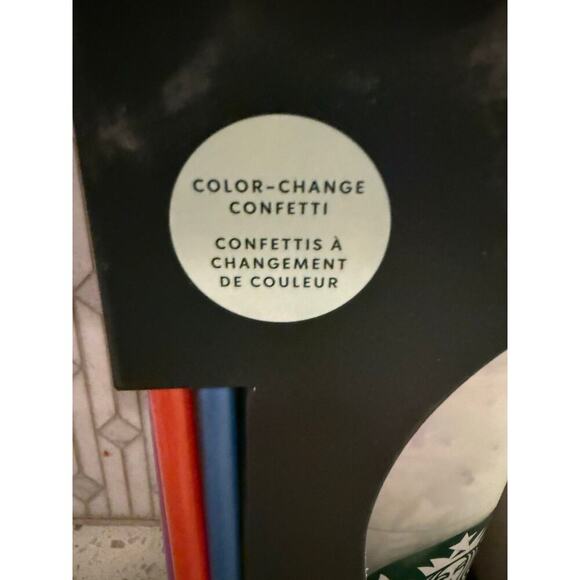 COLOR-CHANGE
CONFETTI
CONFETTIS À
CHANGEMENT
DE COULEUR